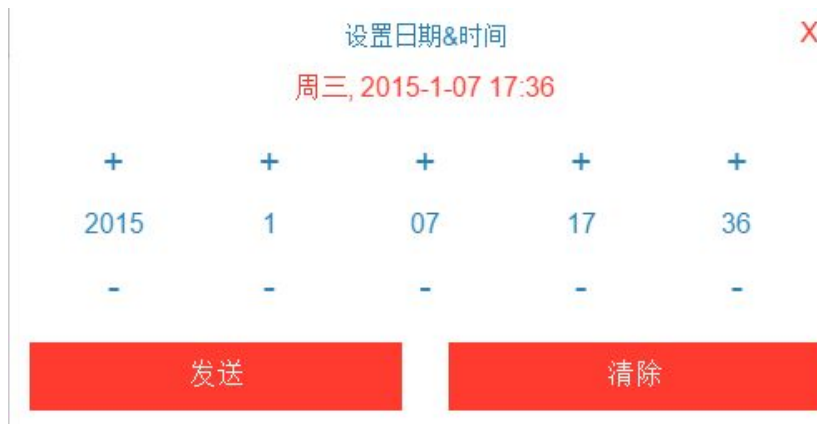 设置日期&时间 X
周三, 2015-1-07 17:36
+ + + + +
2015 1 07 17 36
- - - - -
发送 清除